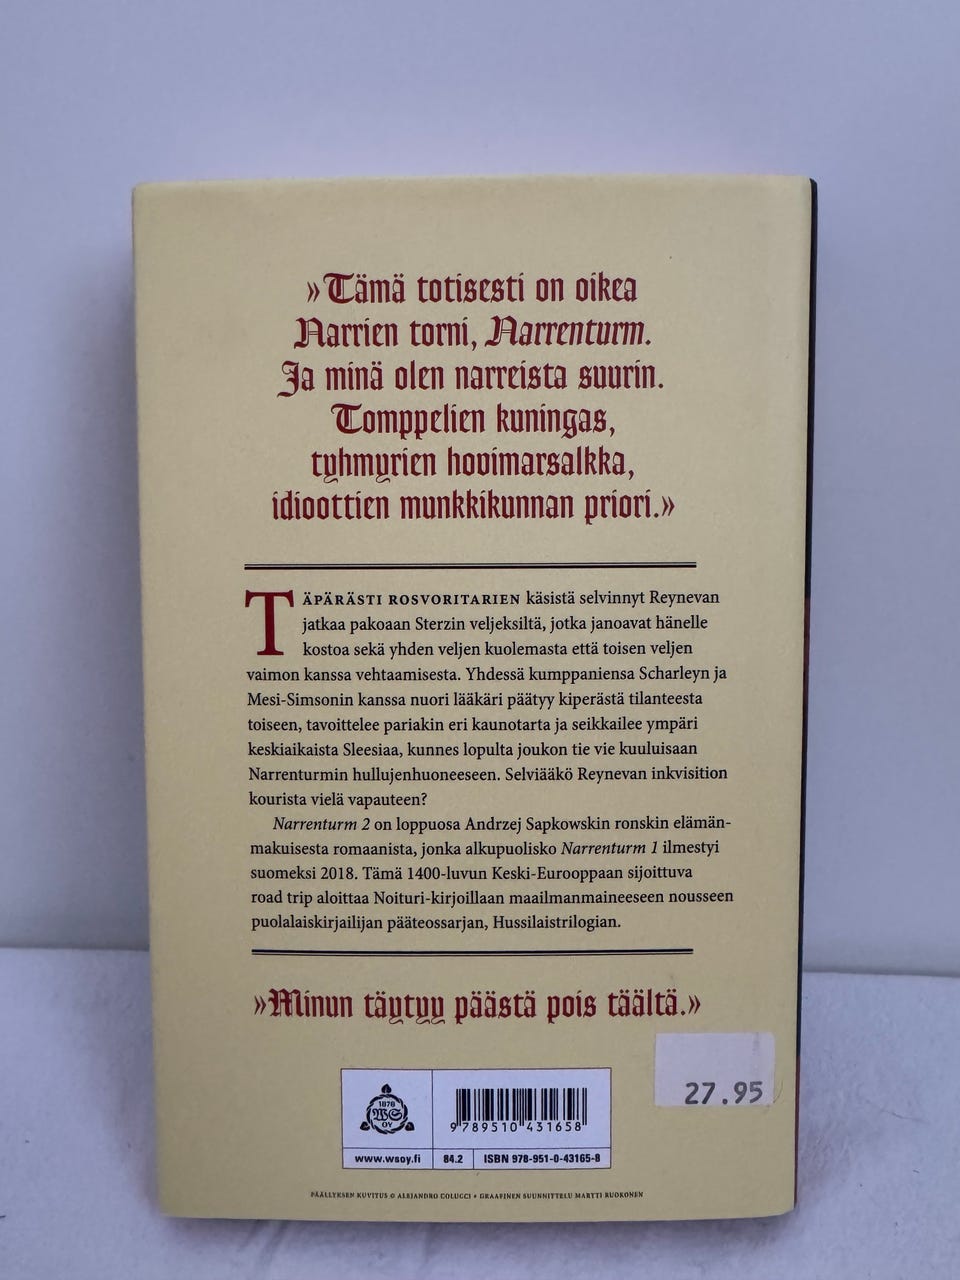 »Tämä totisesti on oikea
Narrien torni, Narrenturm.
Ja minä olen narreista suurin.
Tomppelien kuningas,
tyhmyrien hovimarsalkka,
idioottien munkkikunnan priori.»
TÄPÄRÄSTI ROSVORITARIEN käsistä selvinnyt Reynevan
jatkaa pakoaan Sterzin veljeksiltä, jotka janoavat hänelle
kostoa sekä yhden veljen kuolemasta että toisen veljen
vaimon kanssa vehtaamisesta. Yhdessä kumppaniensa Scharleyn ja
Mesi-Simsonin kanssa nuori lääkäri päätyy kiperästä tilanteesta
toiseen, tavoittelee pariakin eri kaunotarta ja seikkailee ympäri
keskiaikaista Sleesiaa, kunnes lopulta joukon tie vie kuuluisaan
Narrenturmin hullujenhuoneeseen. Selviääkö Reynevan inkvisition
kourista vielä vapauteen?
Narrenturm 2 on loppuosa Andrzej Sapkowskin ronskin elämän-
makuisesta romaanista, jonka alkupuolisko Narrenturm 1 ilmestyi
suomeksi 2018. Tämä 1400-luvun Keski-Eurooppaan sijoittuva
road trip aloittaa Noituri-kirjoillaan maailmanmaineeseen nousseen
puolalaiskirjailijan pääteossarjan, Hussilaistrilogian.
»Minun täytyy päästä pois täältä.»
27.95
1878
WS
OY
9 789510 431658
www.wsoy.fi
84.2
ISBN 978-951-0-43165-8
PÄÄLLYKSEN KUVITUS © ALEJANDRO COLUCCI • GRAAFINEN SUUNNITTELU MARTTI RUOKONEN